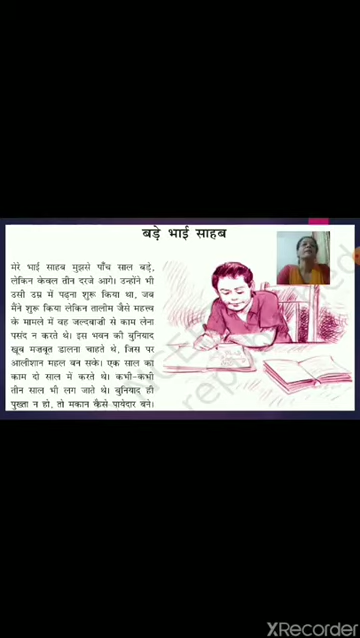 बड़े भाई साहब
मेरे भाई साहब मुझसे पाँच साल बड़े,
लेकिन केवल तीन दरजे आगे। उन्होंने भी
उसी उम्र में पढ़ना शुरू किया था, जब
मैंने शुरू किया लेकिन तालीम जैसे महत्त्व
के मामले में वह जल्दबाजी से काम लेना
पसंद न करते थे। इस भवन की बुनियाद
खूब मजबूत डालना चाहते थे, जिस पर
आलीशान महल बन सके। एक साल का
काम दो साल में करते थे। कभी-कभी
तीन साल भी लग जाते थे। बुनियाद ही
पुख्ता न हो, तो मकान कैसे पायेदार बने।
XRecorder